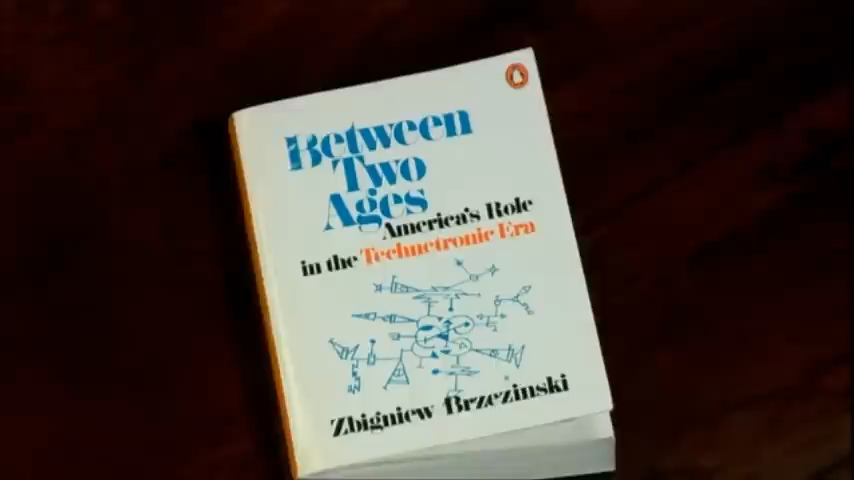 Between
Two
Ages
America's Role
in the Technetronic Era
Zbigniew Brzezinski